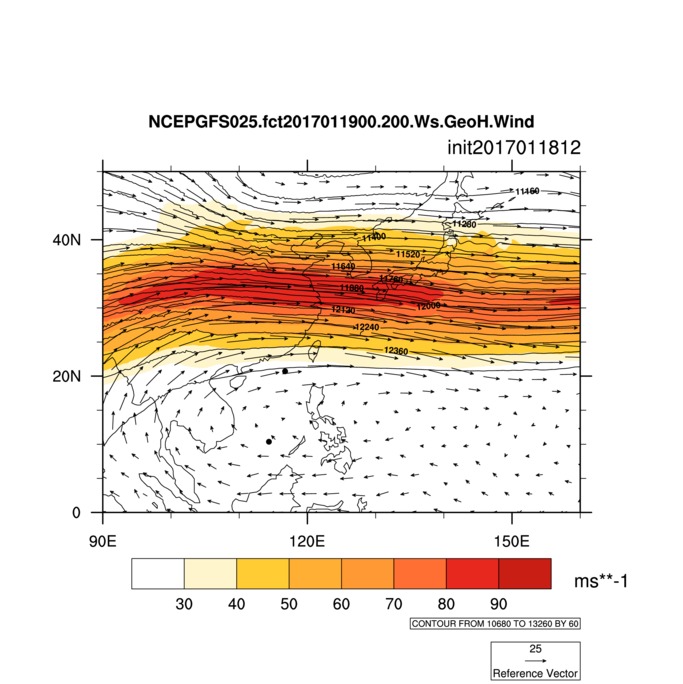 NCEPGFS025.fct2017011900.200.Ws.GeoH.Wind
init2017011812
11160
11280
40N
11400
11520
11640
11760
11880
12000
12120
12240
12360
20N
0
90E 120E 150E
ms**-1
30 40 50 60 70 80 90
CONTOUR FROM 10680 TO 13260 BY 60
25
Reference Vector